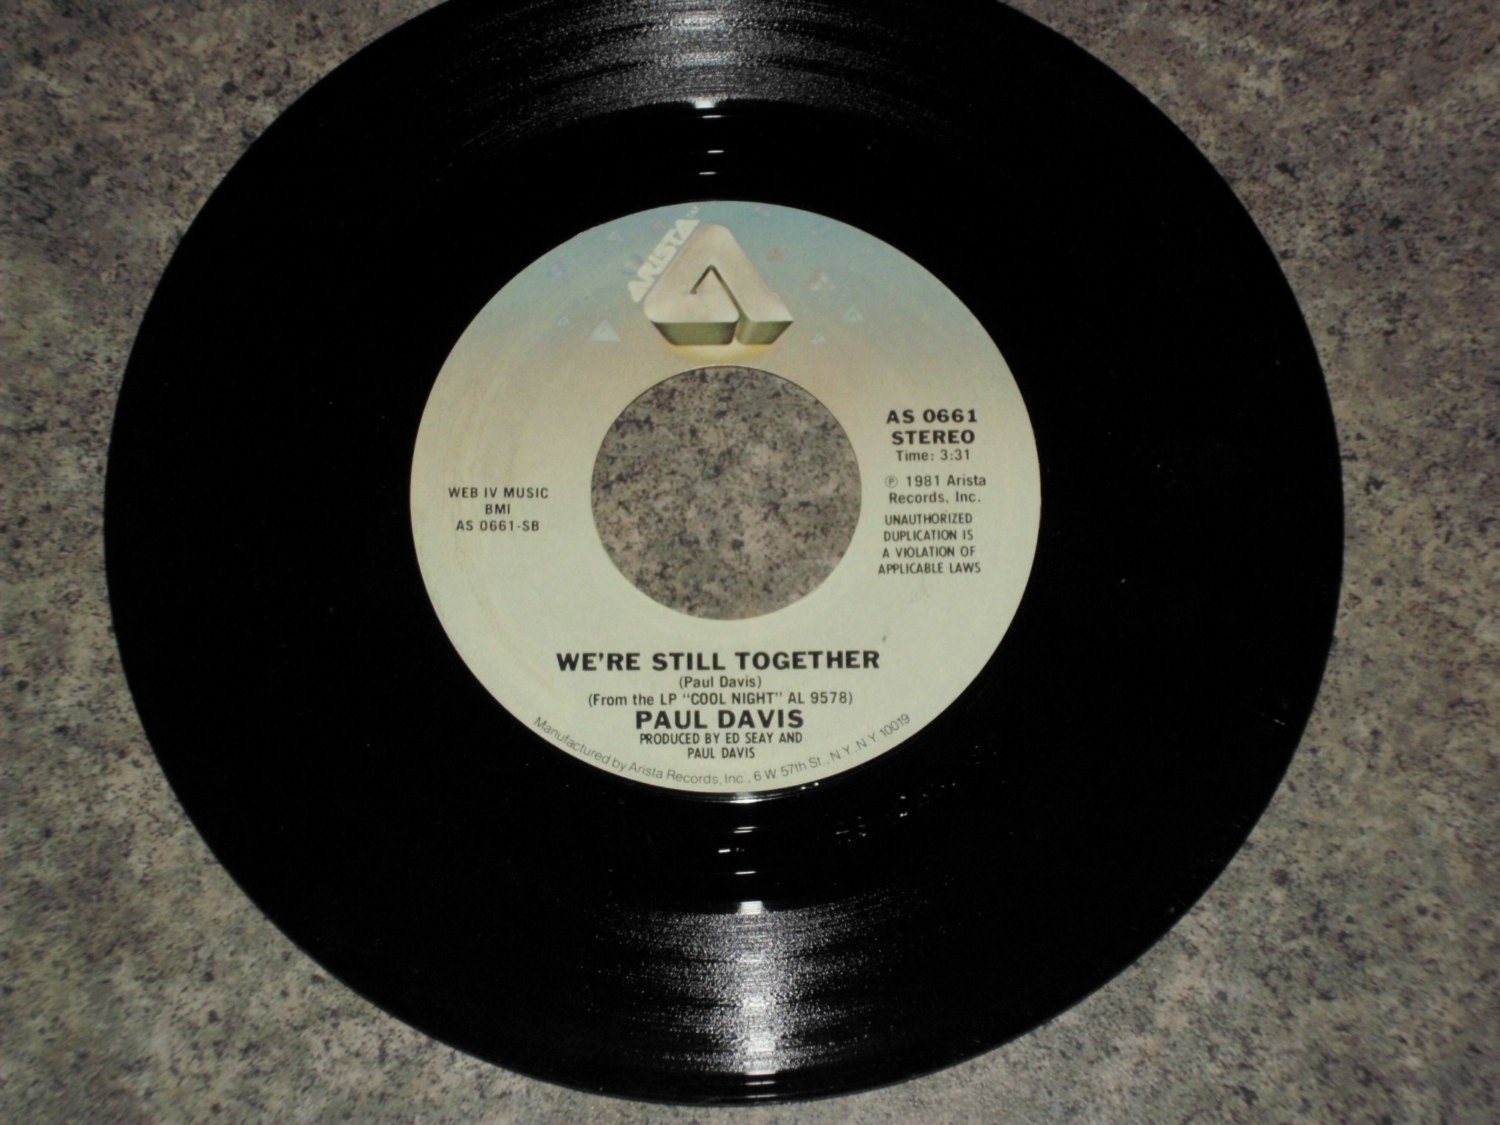 ARISTA™
AS 0661
STEREO
Time: 3:31
℗ 1981 Arista
Records, Inc.
UNAUTHORIZED
DUPLICATION IS
A VIOLATION OF
APPLICABLE LAWS
WEB IV MUSIC
BMI
AS 0661-SB
WE'RE STILL TOGETHER
(Paul Davis)
(From the LP "COOL NIGHT" AL 9578)
PAUL DAVIS
PRODUCED BY ED SEAY AND
PAUL DAVIS
Manufactured by Arista Records, Inc., 6 W. 57th St., N.Y., N.Y. 10019